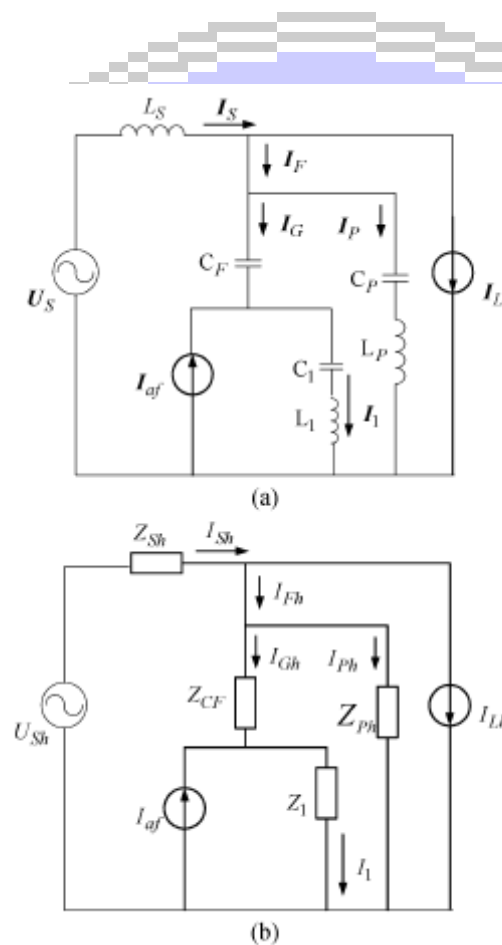 L_S I_S
I_F
I_G I_P
C_F C_P
U_S I_L
I_af C_1 L_P
L_1 I_1
(a)
Z_Sh I_Sh
I_Fh
I_Gh I_Ph
Z_CF Z_Ph
U_Sh
I_af Z_1
I_1
(b)